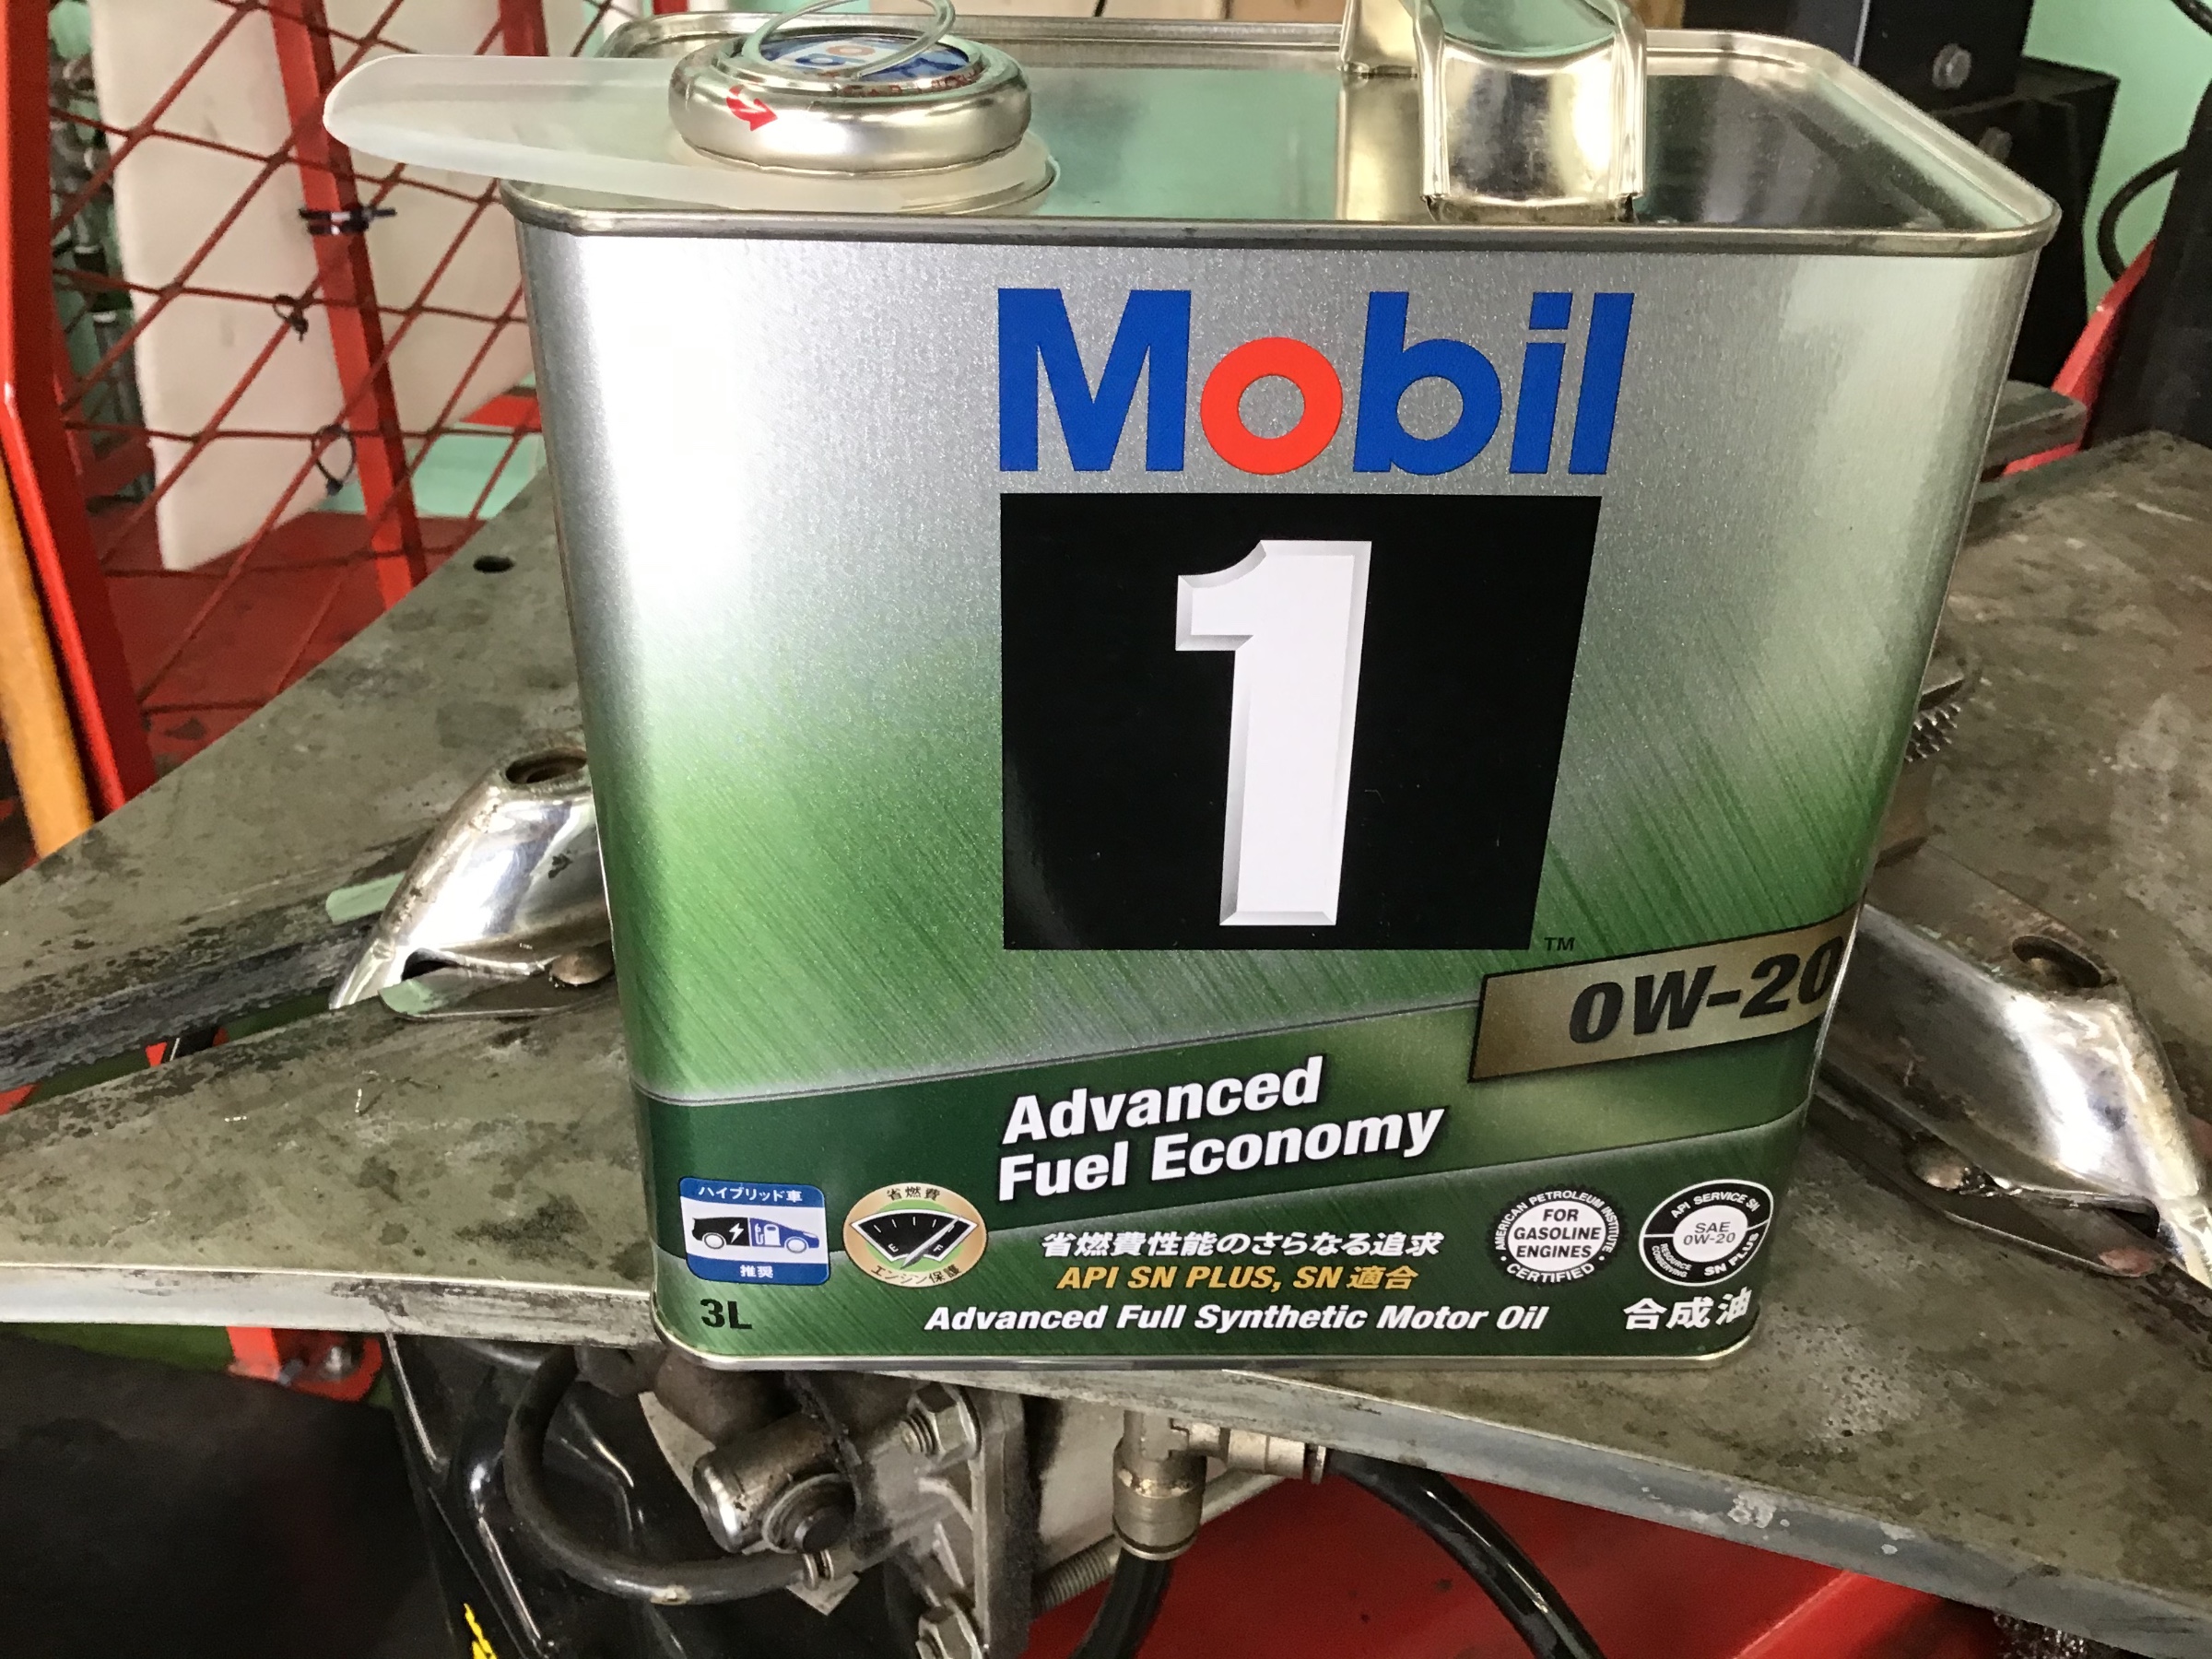 Mobil
1
TM
0W-20
Advanced
Fuel Economy
ハイブリッド車
推奨
省燃費
E
F
エンジン保護
省燃費性能のさらなる追求
API SN PLUS, SN 適合
AMERICAN PETROLEUM INSTITUTE
FOR
GASOLINE
ENGINES
CERTIFIED
API SERVICE SN
SAE
0W-20
RESOURCE
CONSERVING
SN PLUS
3L
Advanced Full Synthetic Motor Oil
合成油